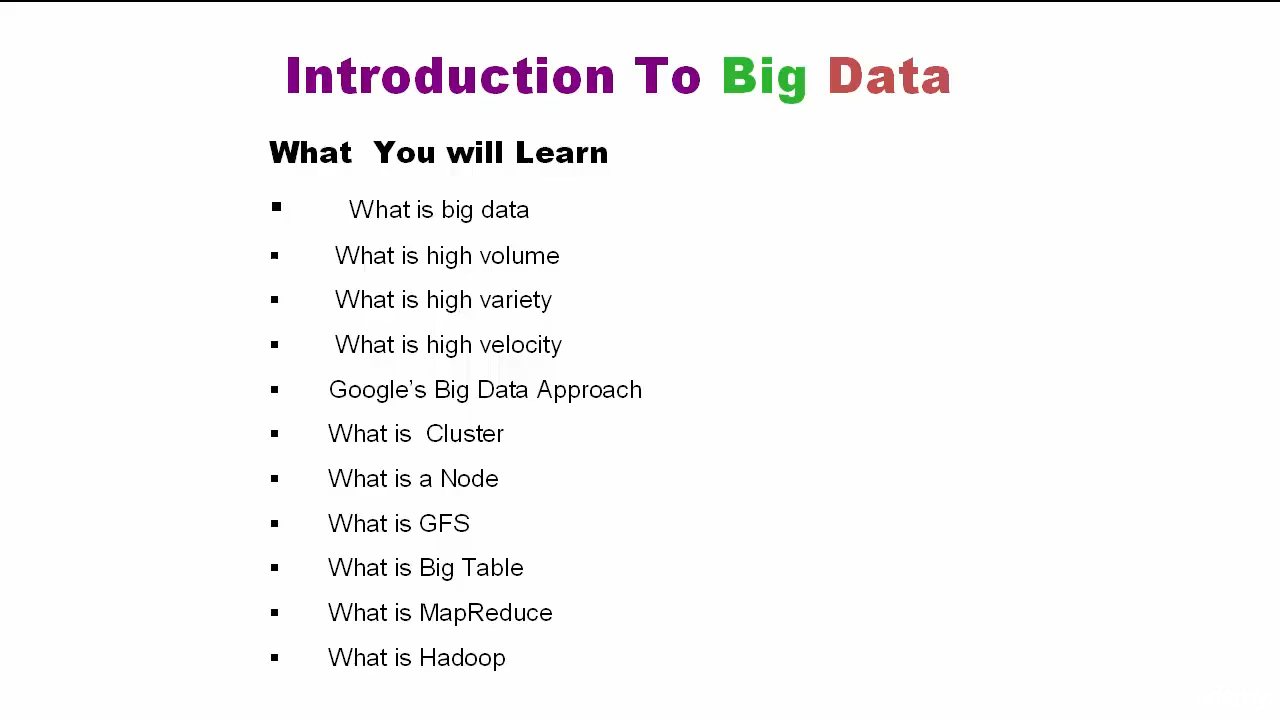 Introduction To Big Data
What You will Learn
▪ What is big data
▪ What is high volume
▪ What is high variety
▪ What is high velocity
▪ Google’s Big Data Approach
▪ What is Cluster
▪ What is a Node
▪ What is GFS
▪ What is Big Table
▪ What is MapReduce
▪ What is Hadoop